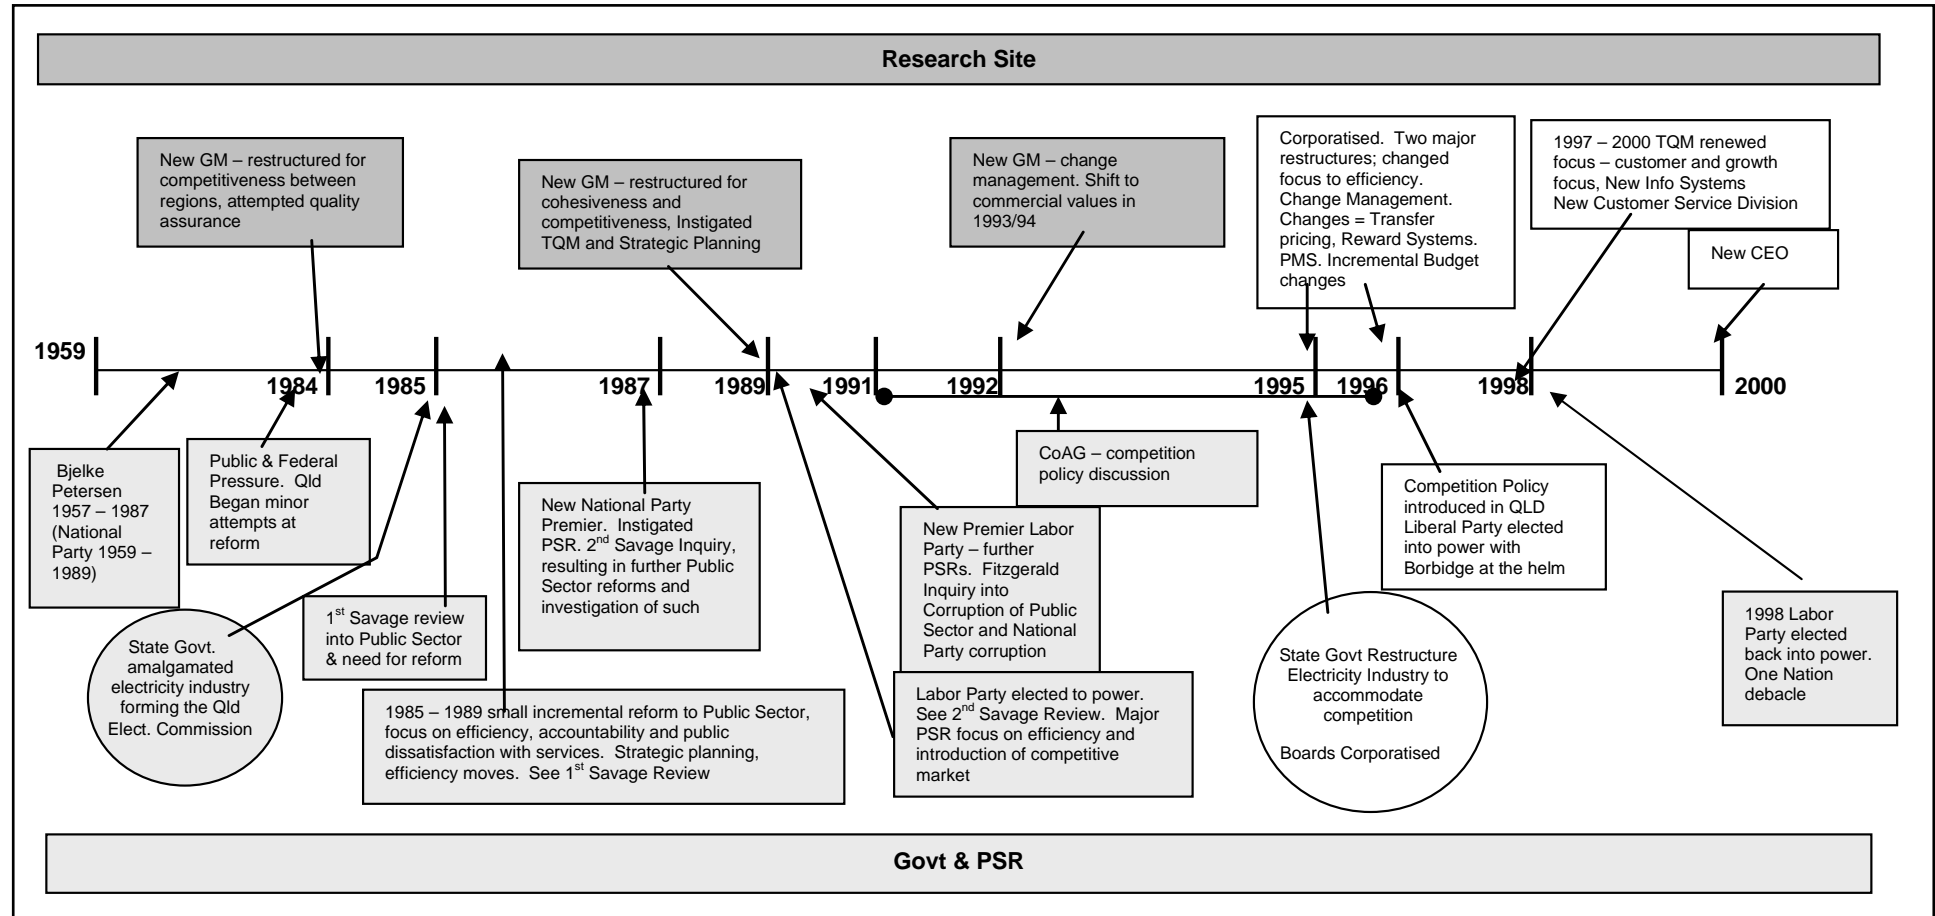 Research Site
New GM – restructured for
competitiveness between
regions, attempted quality
assurance
New GM – restructured for
cohesiveness and
competitiveness, Instigated
TQM and Strategic Planning
New GM – change
management. Shift to
commercial values in
1993/94
Corporatised.  Two major
restructures; changed
focus to efficiency.
Change Management.
Changes = Transfer
pricing, Reward Systems.
PMS. Incremental Budget
changes
1997 – 2000 TQM renewed
focus – customer and growth
focus, New Info Systems
New Customer Service Division
New CEO
1959
1984
1985
1987
1989
1991
1992
1995
1996
1998
2000
Bjelke
Petersen
1957 – 1987
(National
Party 1959 –
1989)
Public & Federal
Pressure.  Qld
Began minor
attempts at
reform
State Govt.
amalgamated
electricity industry
forming the Qld
Elect. Commission
1st Savage review
into Public Sector
& need for reform
1985 – 1989 small incremental reform to Public Sector,
focus on efficiency, accountability and public
dissatisfaction with services.  Strategic planning,
efficiency moves.  See 1st Savage Review
New National Party
Premier.  Instigated
PSR. 2nd Savage Inquiry,
resulting in further Public
Sector reforms and
investigation of such
CoAG – competition
policy discussion
New Premier Labor
Party – further
PSRs.  Fitzgerald
Inquiry into
Corruption of Public
Sector and National
Party corruption
Labor Party elected to power.
See 2nd Savage Review.  Major
PSR focus on efficiency and
introduction of competitive
market
State Govt Restructure
Electricity Industry to
accommodate
competition
Boards Corporatised
Competition Policy
introduced in QLD
Liberal Party elected
into power with
Borbidge at the helm
1998 Labor
Party elected
back into power.
One Nation
debacle
Govt & PSR